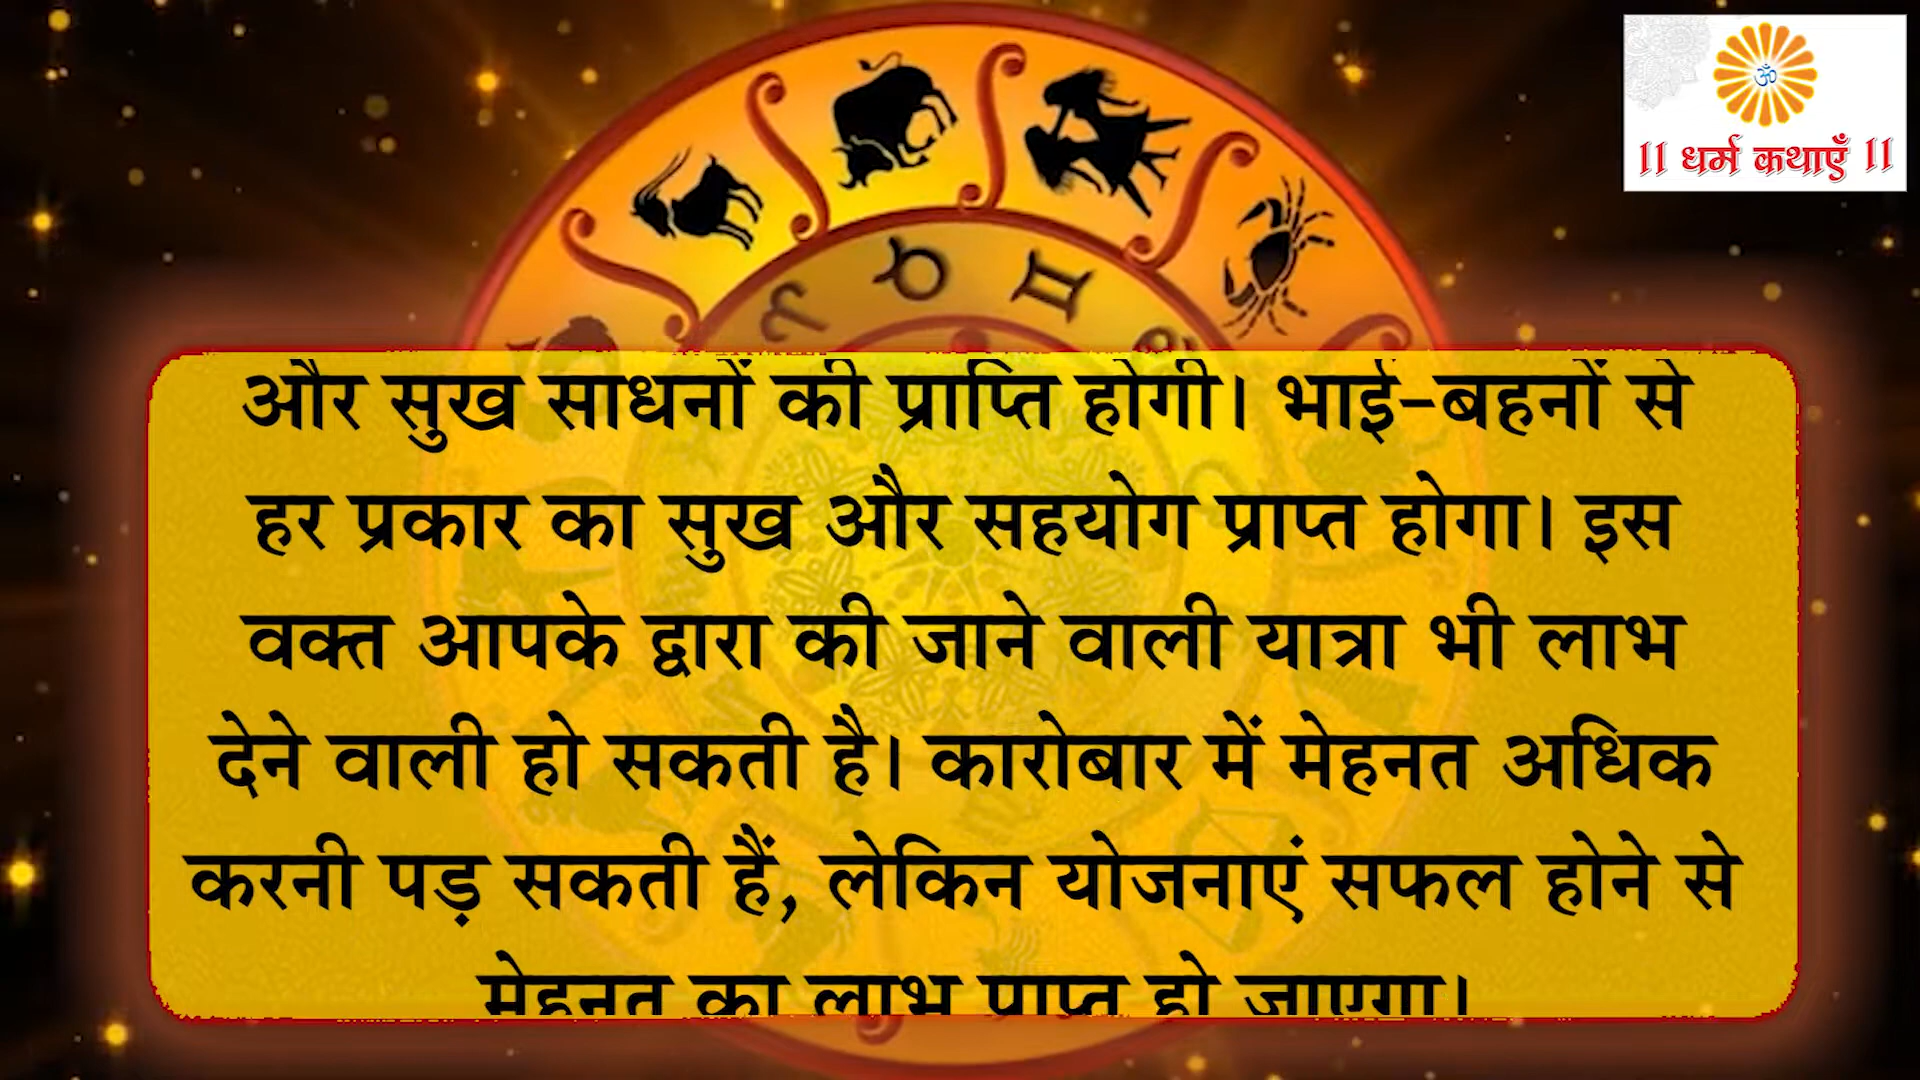 ॐ
॥ धर्म कथाएँ ॥
और सुख साधनों की प्राप्ति होगी। भाई-बहनों से
हर प्रकार का सुख और सहयोग प्राप्त होगा। इस
वक्त आपके द्वारा की जाने वाली यात्रा भी लाभ
देने वाली हो सकती है। कारोबार में मेहनत अधिक
करनी पड़ सकती हैं, लेकिन योजनाएं सफल होने से
मेहनत का लाभ प्राप्त हो जाएगा।